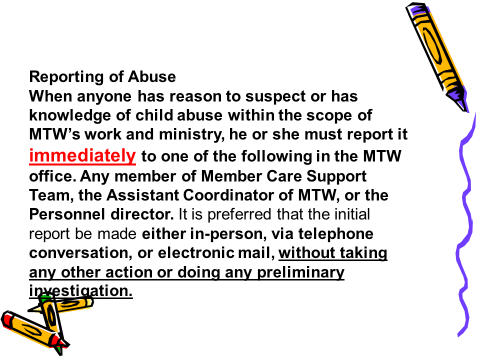 Reporting of Abuse
When anyone has reason to suspect or has
knowledge of child abuse within the scope of
MTW's work and ministry, he or she must report it
immediately to one of the following in the MTW
office. Any member of Member Care Support
Team, the Assistant Coordinator of MTW, or the
Personnel director. It is preferred that the initial
report be made either in-person, via telephone
conversation, or electronic mail, without taking
any other action or doing any preliminary
investigation.